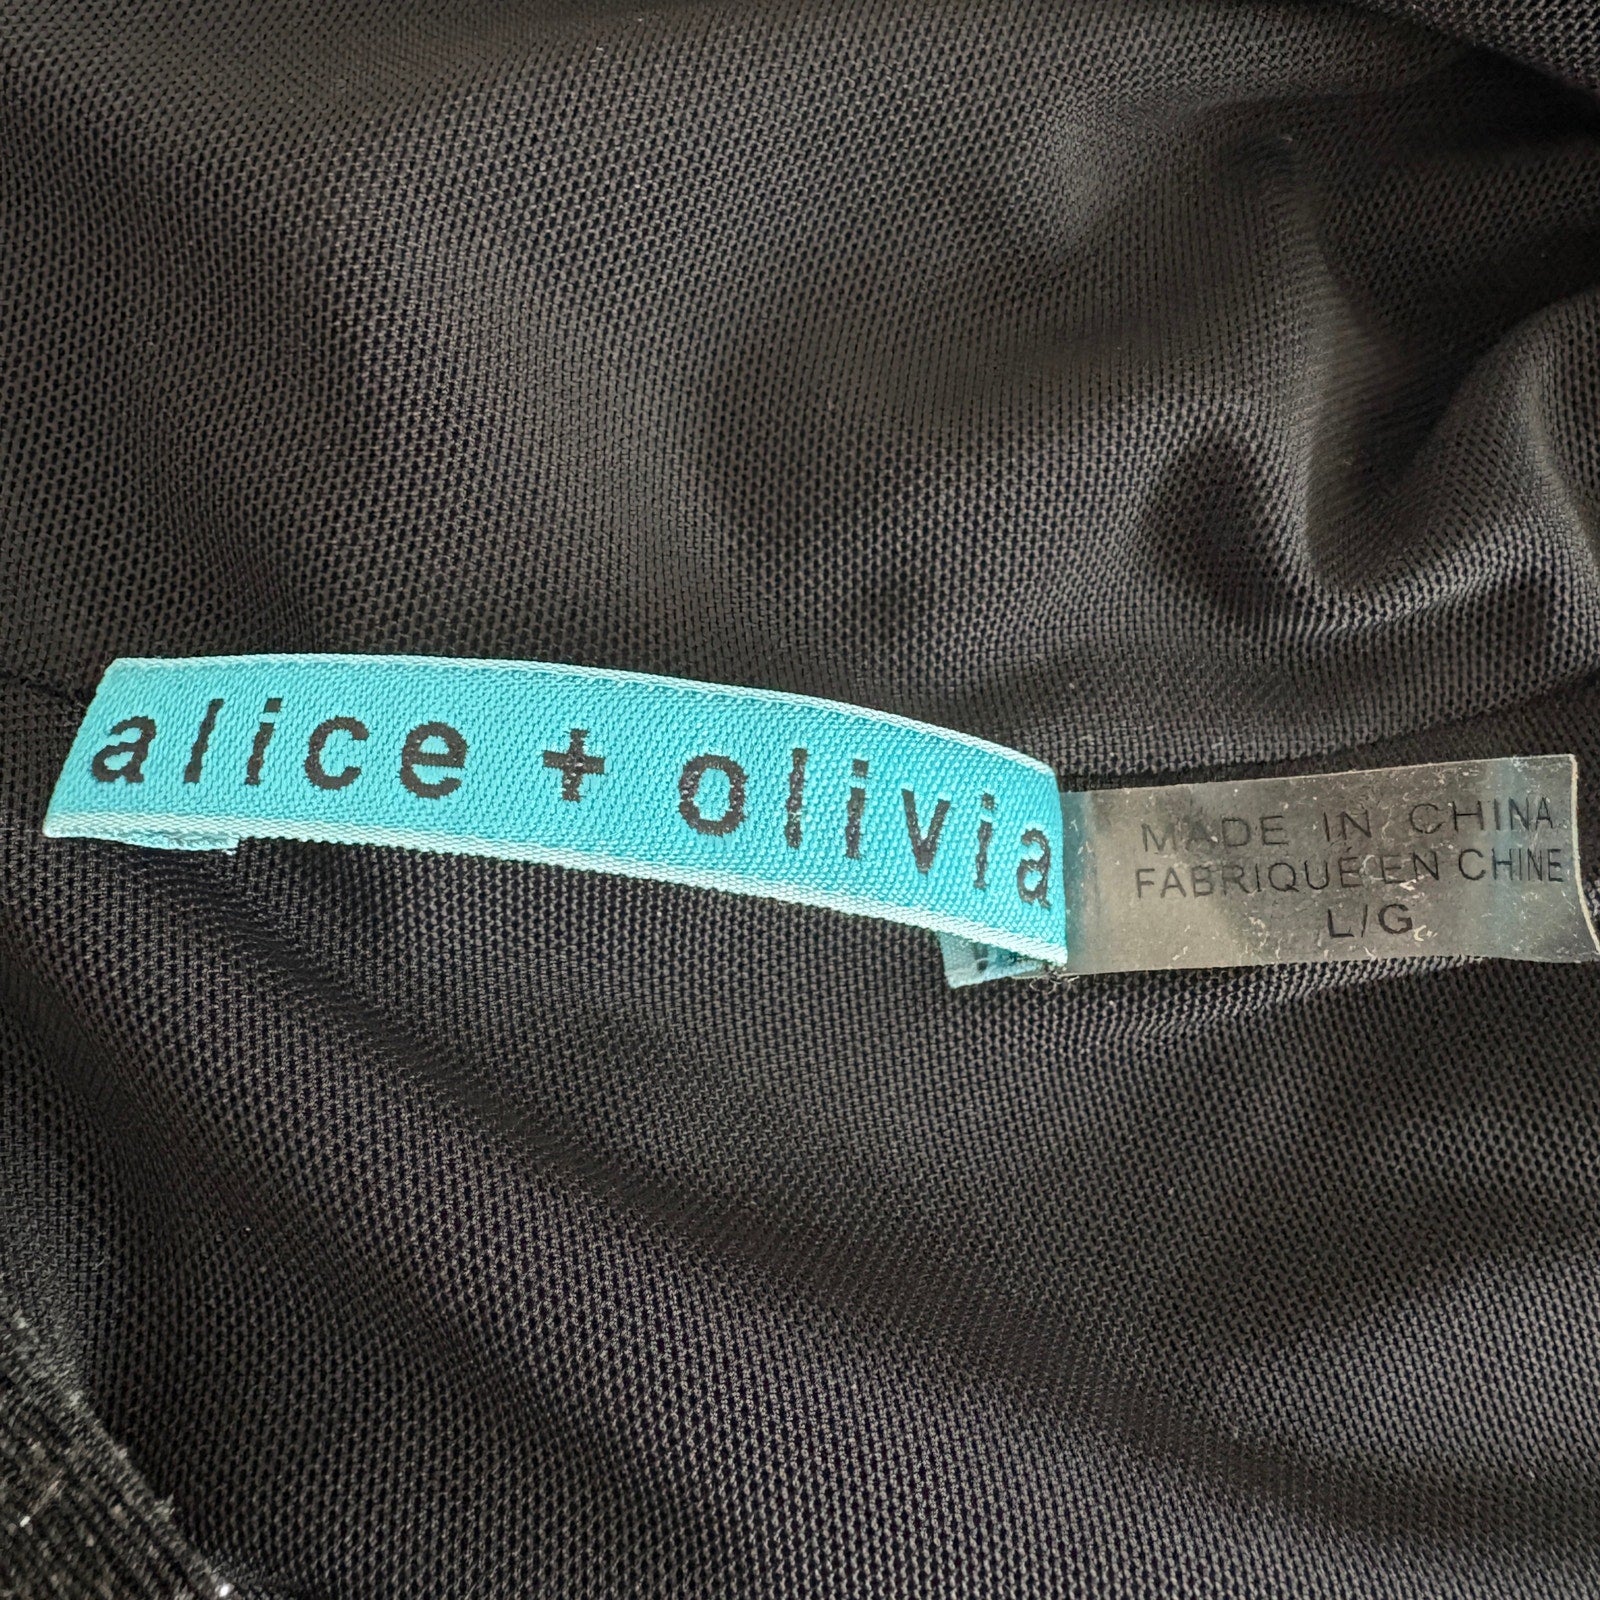 alice + olivia
MADE IN CHINA
FABRIQUÉ EN CHINE
L/G